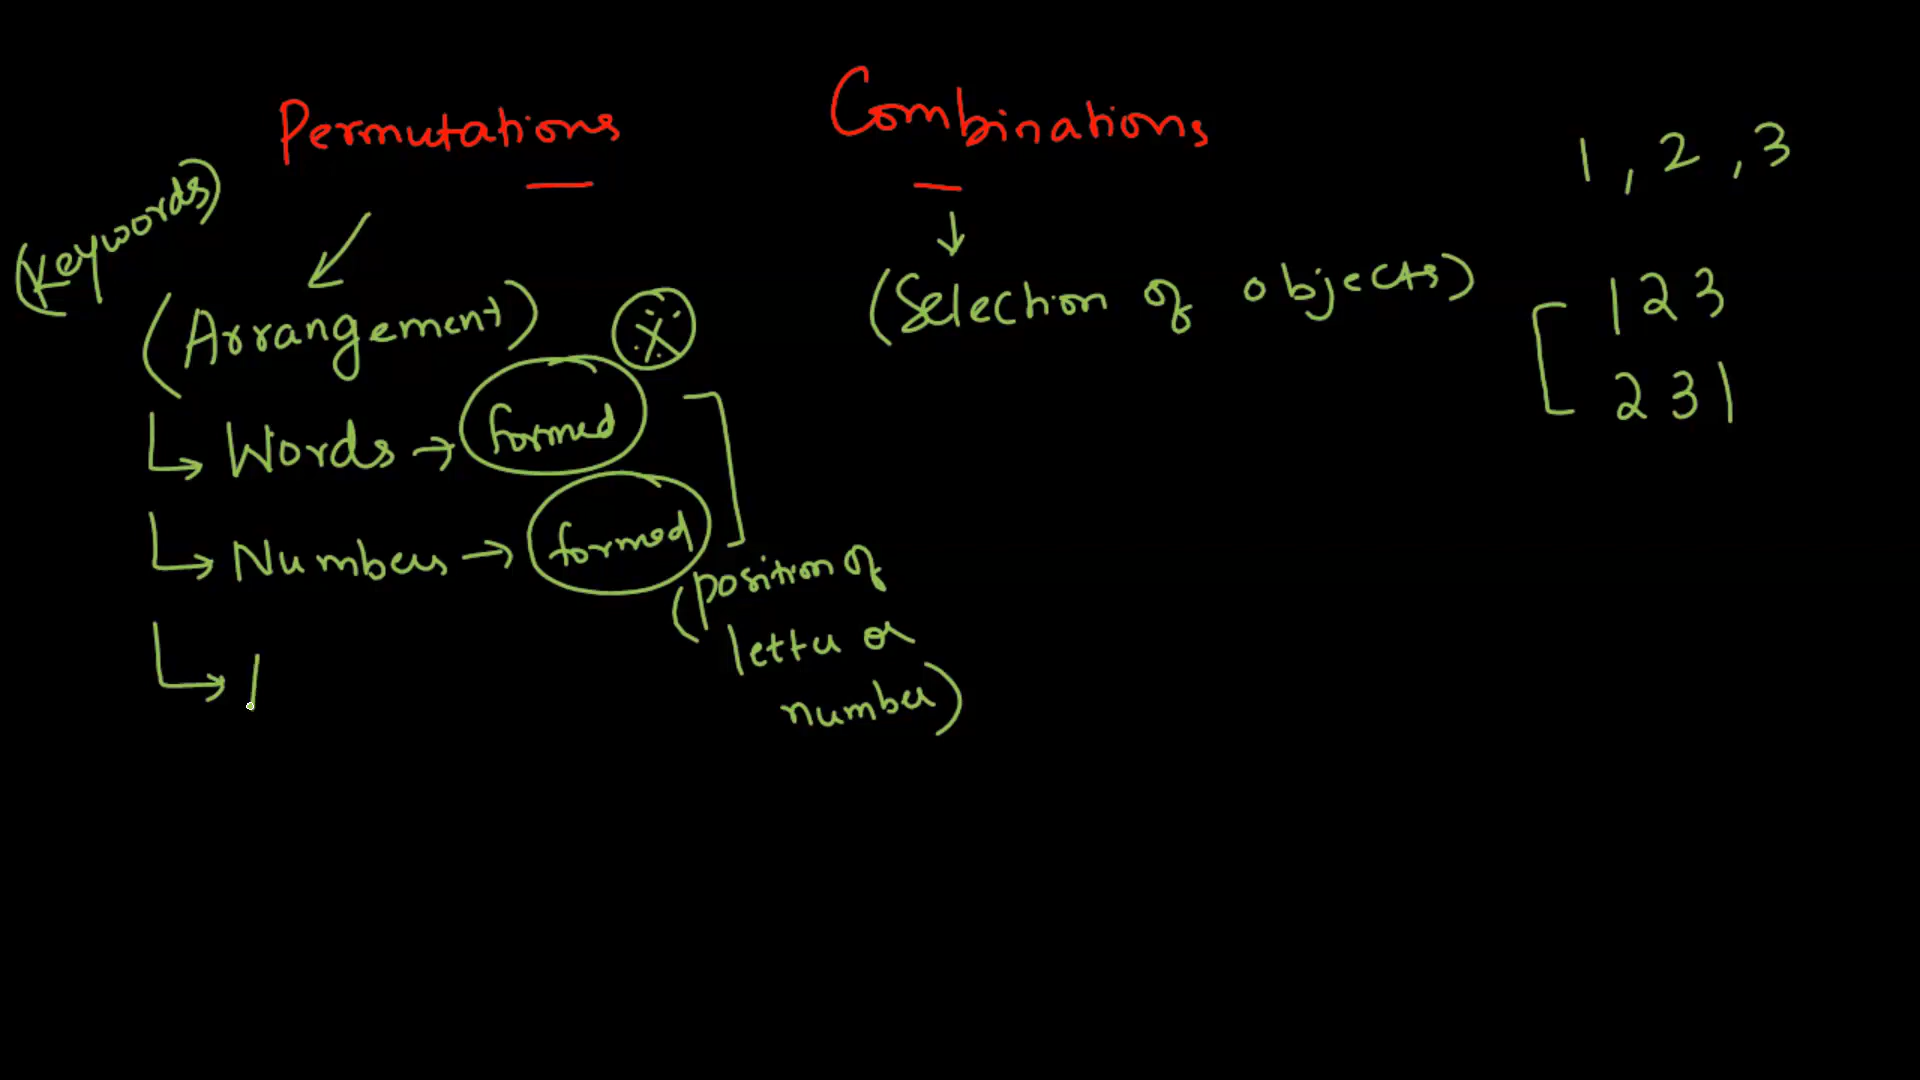 Permutations
Combinations
1, 2, 3
(Keywords)
(Arrangement)
(Selection of objects)
123
231
Words → formed
Numbers → formed
(position of
letter or
number)